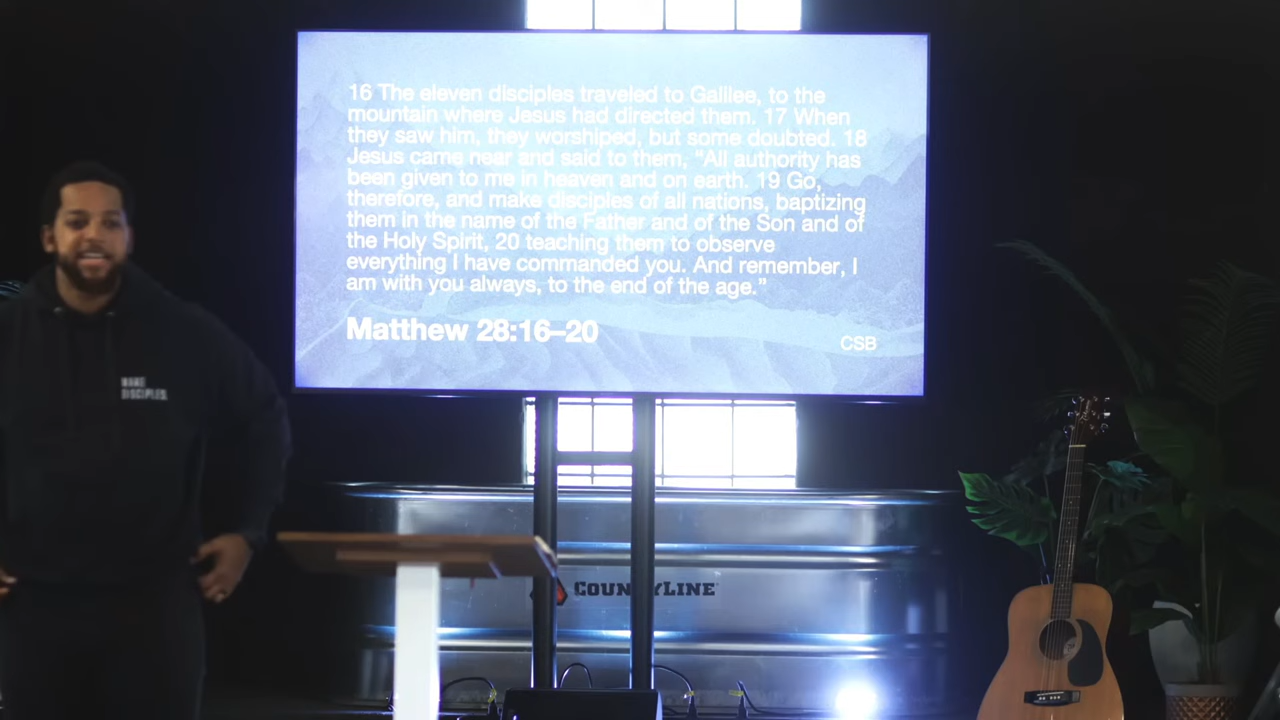 16 The eleven disciples traveled to Galilee, to the
mountain where Jesus had directed them. 17 When
they saw him, they worshiped, but some doubted. 18
Jesus came near and said to them, “All authority has
been given to me in heaven and on earth. 19 Go,
therefore, and make disciples of all nations, baptizing
them in the name of the Father and of the Son and of
the Holy Spirit, 20 teaching them to observe
everything I have commanded you. And remember, I
am with you always, to the end of the age.”
Matthew 28:16–20
CSB
MAKE
DISCIPLES.
COUNTYLINE